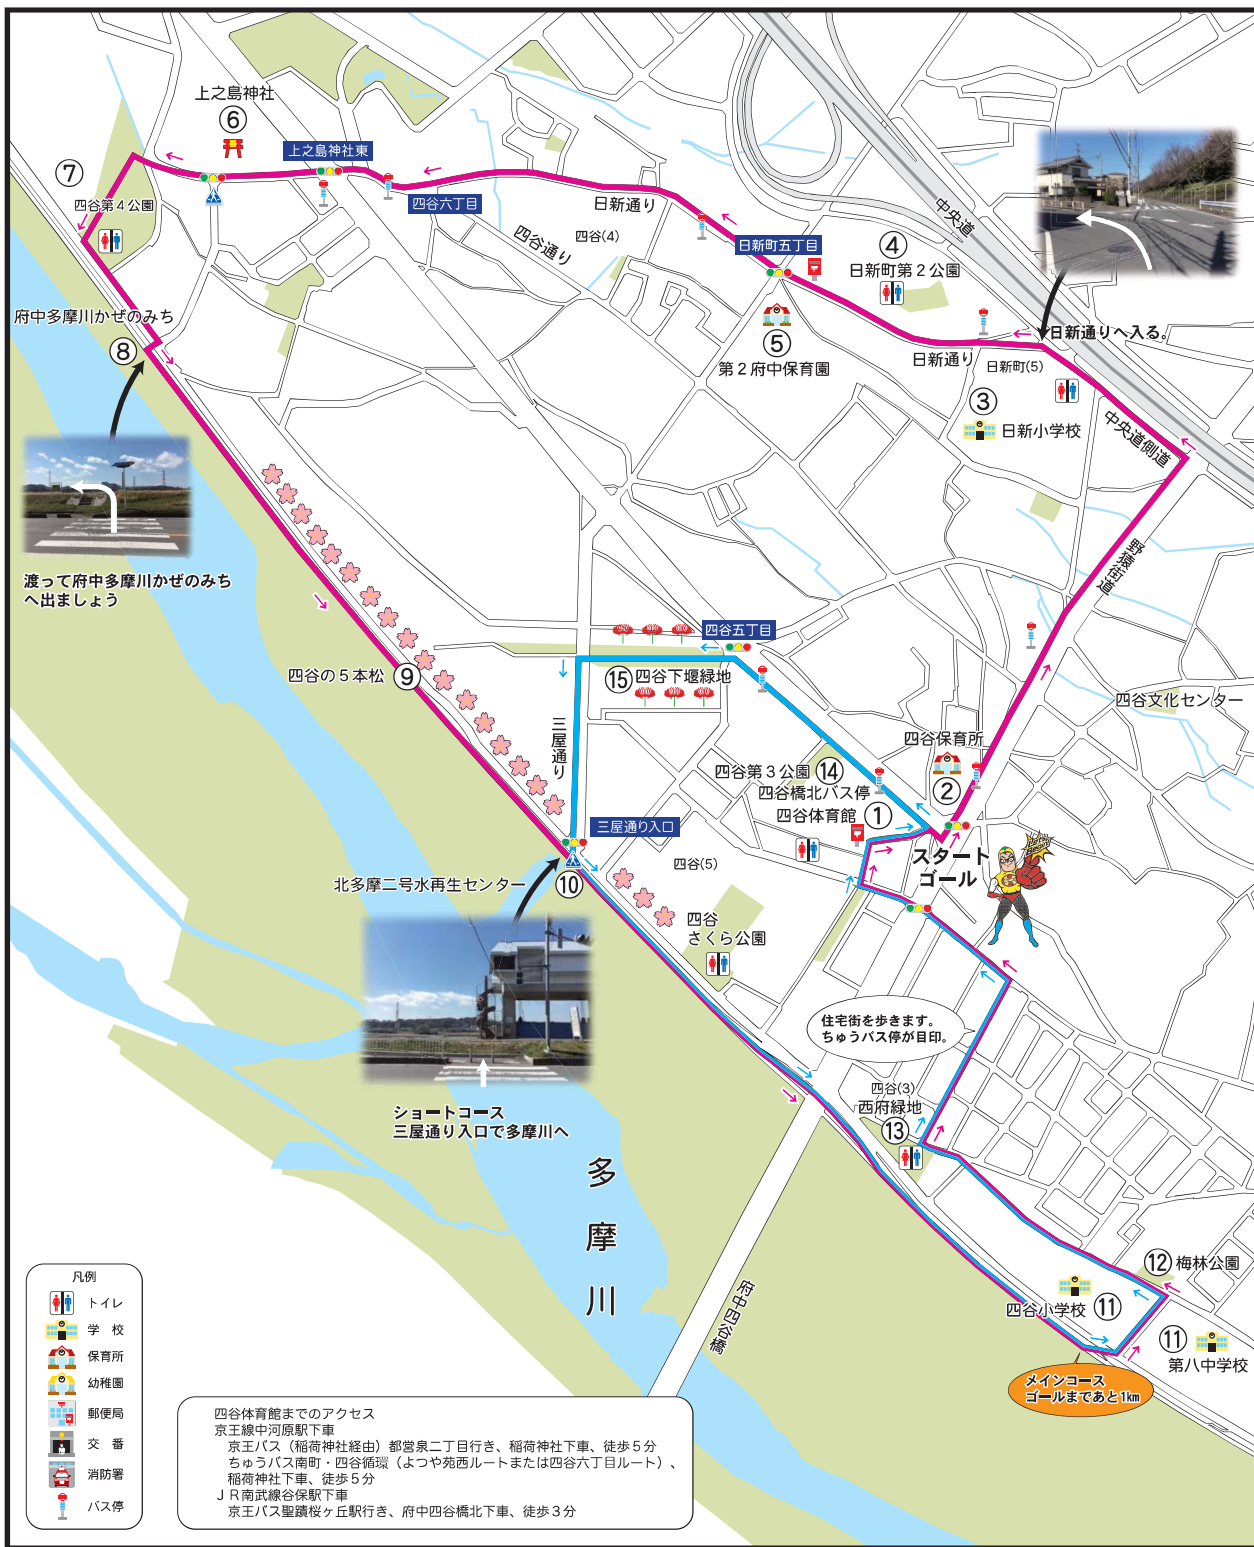 上之島神社
⑥
上之島神社東
⑦
四谷第4公園
四谷六丁目
四谷通り
四谷(4)
日新通り
日新町五丁目
④
日新町第2公園
中央道
日新通りへ入る。
府中多摩川かぜのみち
⑧
⑤
第2府中保育園
日新通り
日新町(5)
③
日新小学校
中央道側道
野猿街道
渡って府中多摩川かぜのみち
へ出ましょう
四谷の5本松
⑨
四谷五丁目
⑮
四谷下堰緑地
三屋通り
四谷文化センター
四谷保育所
②
四谷第3公園
⑭
四谷橋北バス停
四谷体育館
①
スタート
ゴール
三屋通り入口
四谷(5)
北多摩二号水再生センター
⑩
四谷
さくら公園
住宅街を歩きます。
ちゅうバス停が目印。
四谷(3)
西府緑地
⑬
ショートコース
三屋通り入口で多摩川へ
多摩川
府中四谷橋
⑫
梅林公園
四谷小学校
⑪
⑪
第八中学校
メインコース
ゴールまであと1km
凡例
トイレ
学 校
保育所
幼稚園
郵便局
交 番
消防署
バス停
四谷体育館までのアクセス
京王線中河原駅下車
京王バス(稲荷神社経由)都営泉二丁目行き、稲荷神社下車、徒歩5分
ちゅうバス南町・四谷循環(よつや苑西ルートまたは四谷六丁目ルート)、
稲荷神社下車、徒歩5分
JR南武線谷保駅下車
京王バス聖蹟桜ヶ丘駅行き、府中四谷橋北下車、徒歩3分